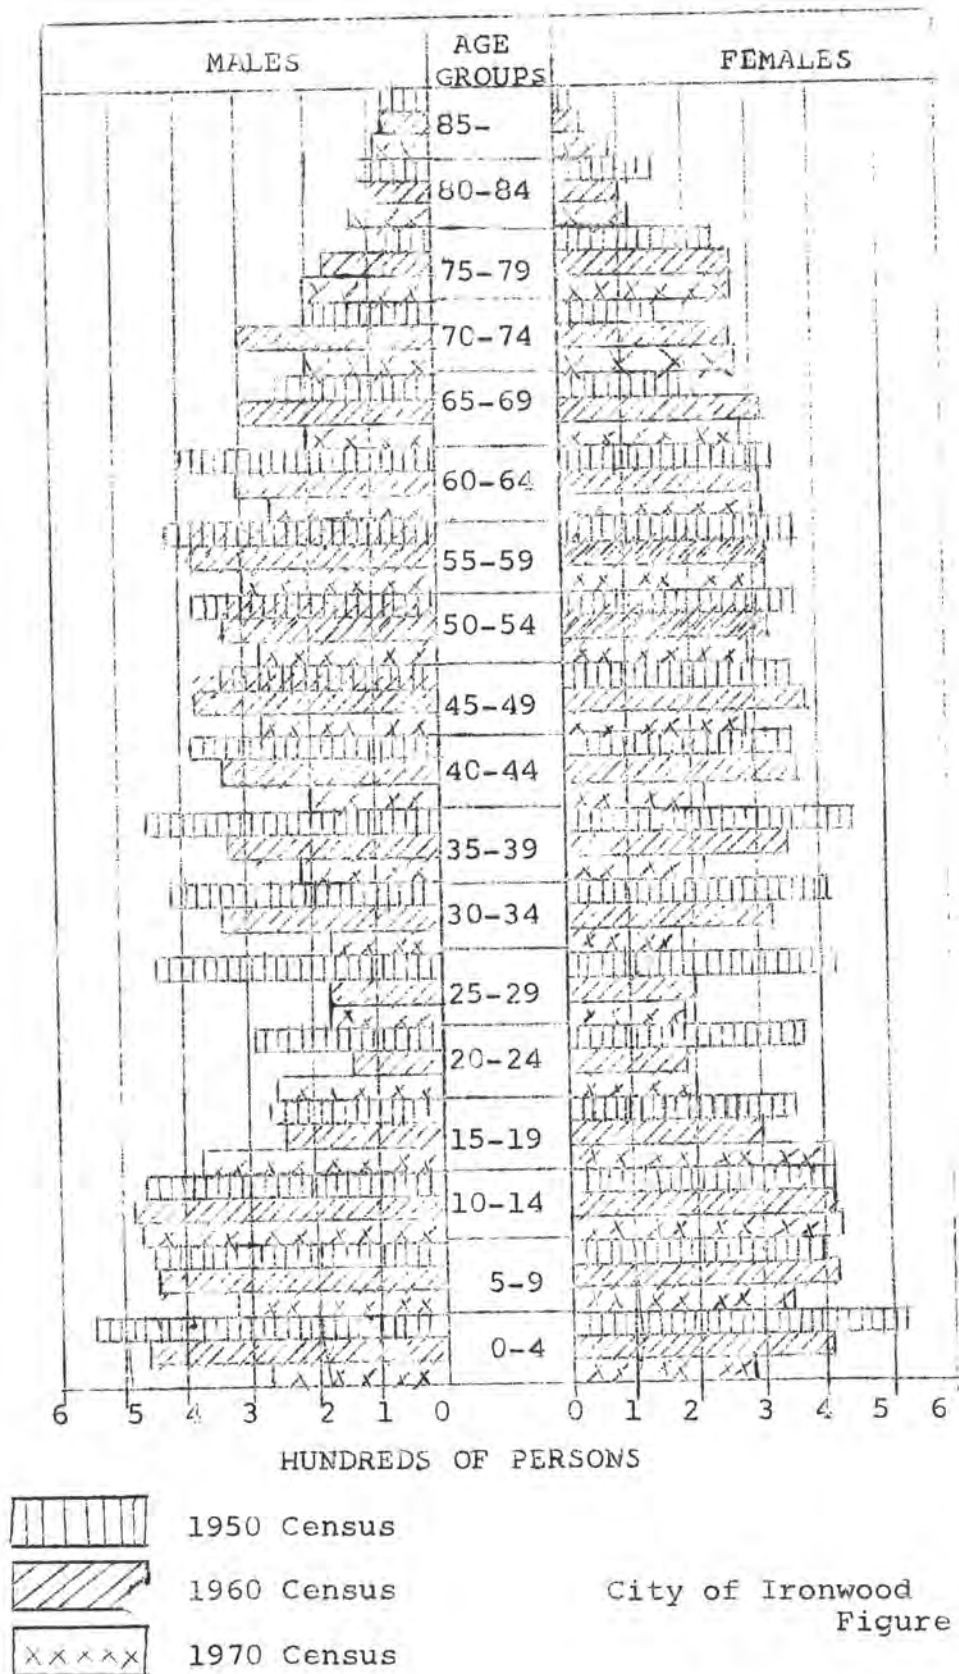 MALES
AGE GROUPS
FEMALES
85-
80-84
75-79
70-74
65-69
60-64
55-59
50-54
45-49
40-44
35-39
30-34
25-29
20-24
15-19
10-14
5-9
0-4
6 5 4 3 2 1 0 0 1 2 3 4 5 6
HUNDREDS OF PERSONS
1950 Census
1960 Census
1970 Census
City of Ironwood
Figure